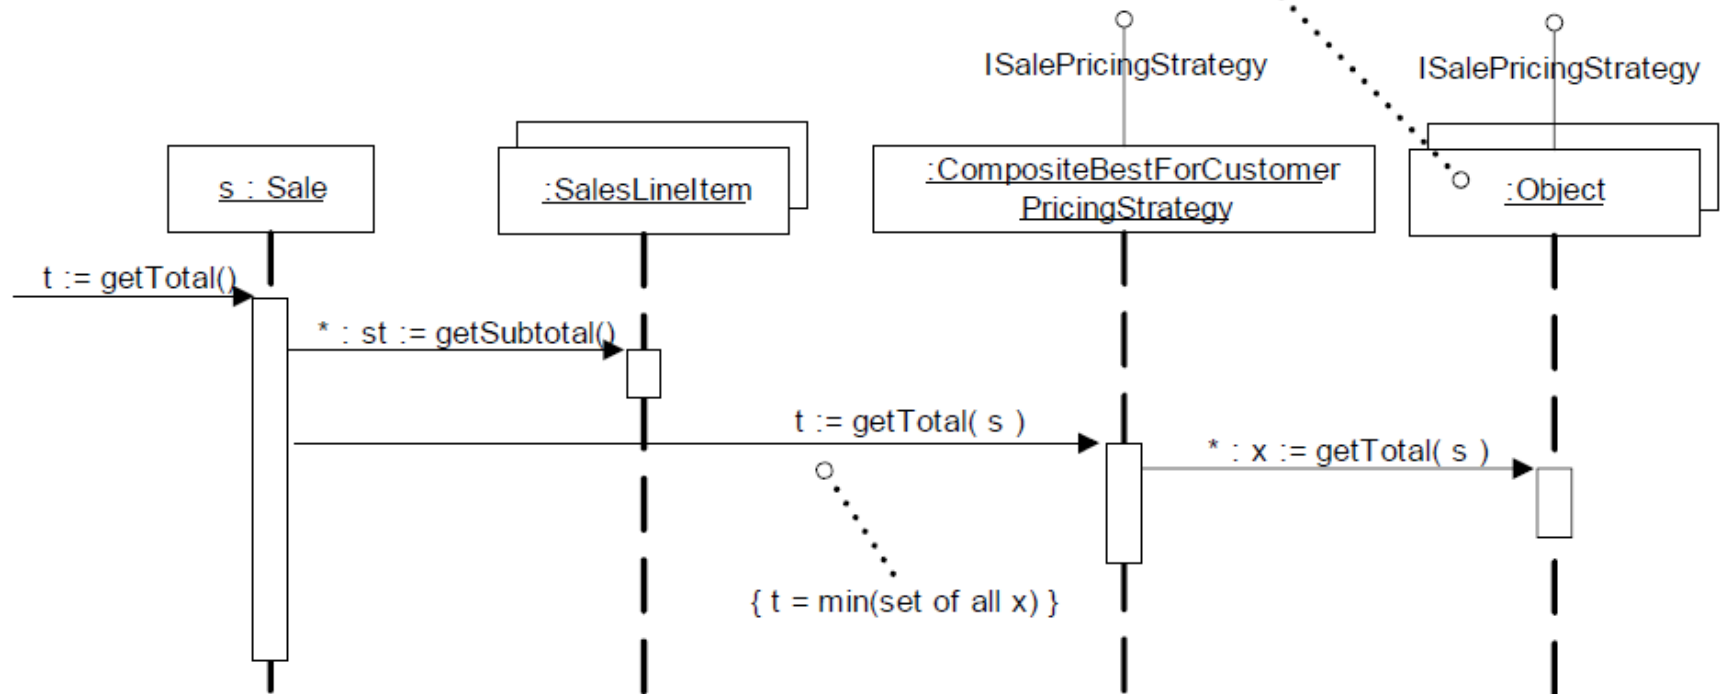 ISalePricingStrategy
ISalePricingStrategy
s : Sale
:SalesLineItem
:CompositeBestForCustomer
PricingStrategy
:Object
t := getTotal()
* : st := getSubtotal()
t := getTotal( s )
* : x := getTotal( s )
{ t = min(set of all x) }